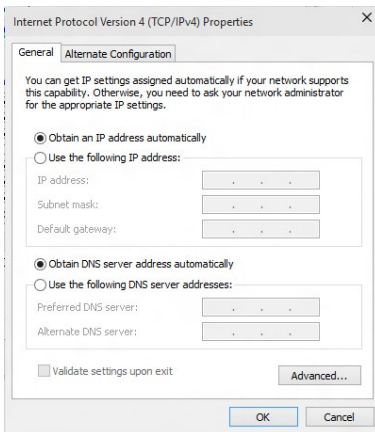 Internet Protocol Version 4 (TCP/IPv4) Properties
General
Alternate Configuration
You can get IP settings assigned automatically if your network supports
this capability. Otherwise, you need to ask your network administrator
for the appropriate IP settings.
Obtain an IP address automatically
Use the following IP address:
IP address:
Subnet mask:
Default gateway:
Obtain DNS server address automatically
Use the following DNS server addresses:
Preferred DNS server:
Alternate DNS server:
Validate settings upon exit
Advanced...
OK
Cancel